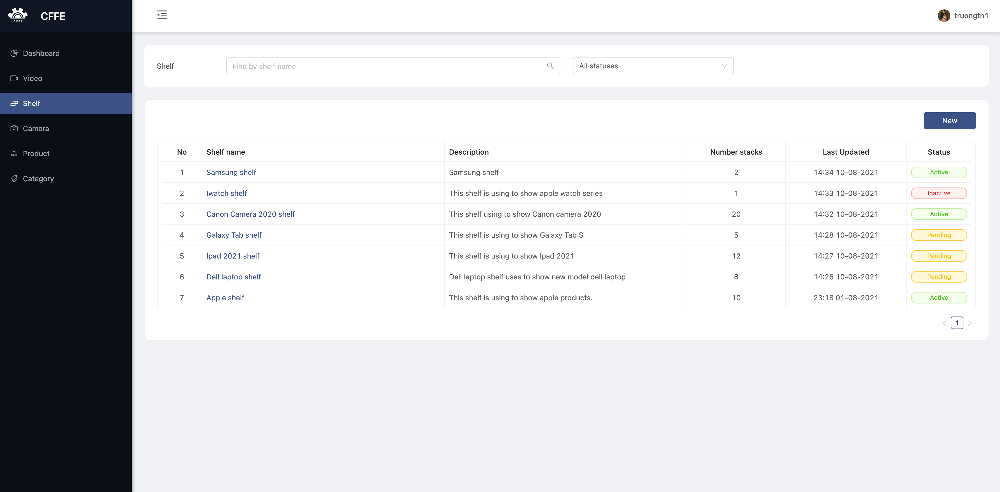 CFFE
CFFE
truongtn1
Dashboard
Video
Shelf
Camera
Product
Category
Shelf
Find by shelf name
All statuses
New
No Shelf name Description Number stacks Last Updated Status
1 Samsung shelf Samsung shelf 2 14:34 10-08-2021 Active
2 Iwatch shelf This shelf is using to show apple watch series 1 14:33 10-08-2021 Inactive
3 Canon Camera 2020 shelf This shelf using to show Canon camera 2020 20 14:32 10-08-2021 Active
4 Galaxy Tab shelf This shelf is using to show Galaxy Tab S 5 14:28 10-08-2021 Pending
5 Ipad 2021 shelf This shelf is using to show Ipad 2021 12 14:27 10-08-2021 Pending
6 Dell laptop shelf Dell laptop shelf uses to show new model dell laptop 8 14:26 10-08-2021 Pending
7 Apple shelf This shelf is using to show apple products. 10 23:18 01-08-2021 Active
1